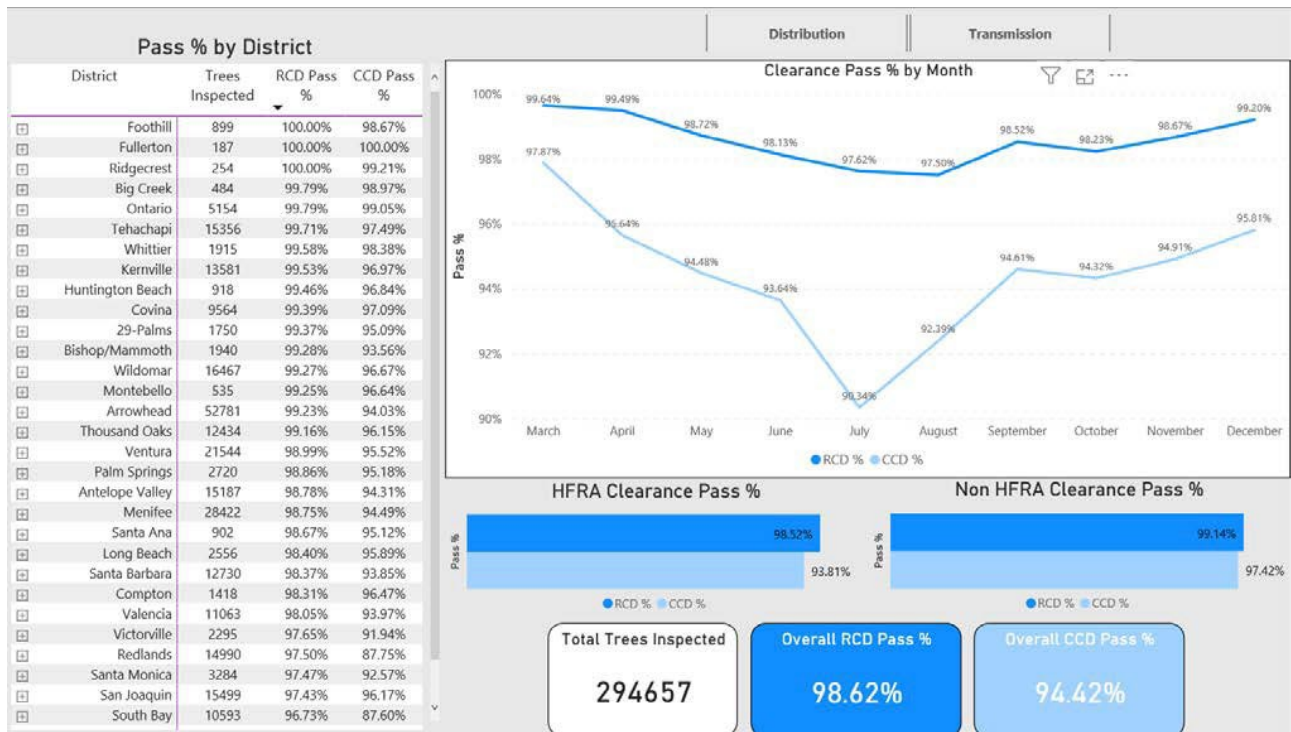 Distribution
Transmission
Pass % by District
District Trees Inspected RCD Pass % CCD Pass %
Foothill 899 100.00% 98.67%
Fullerton 187 100.00% 100.00%
Ridgecrest 254 100.00% 99.21%
Big Creek 484 99.79% 98.97%
Ontario 5154 99.79% 99.05%
Tehachapi 15356 99.71% 97.49%
Whittier 1915 99.58% 98.38%
Kernville 13581 99.53% 96.97%
Huntington Beach 918 99.46% 96.84%
Covina 9564 99.39% 97.09%
29-Palms 1750 99.37% 95.09%
Bishop/Mammoth 1940 99.28% 93.56%
Wildomar 16467 99.27% 96.67%
Montebello 535 99.25% 96.64%
Arrowhead 52781 99.23% 94.03%
Thousand Oaks 12434 99.16% 96.15%
Ventura 21544 98.99% 95.52%
Palm Springs 2720 98.86% 95.18%
Antelope Valley 15187 98.78% 94.31%
Menifee 28422 98.75% 94.49%
Santa Ana 902 98.67% 95.12%
Long Beach 2556 98.40% 95.89%
Santa Barbara 12730 98.37% 93.85%
Compton 1418 98.31% 96.47%
Valencia 11063 98.05% 93.97%
Victorville 2295 97.65% 91.94%
Redlands 14990 97.50% 87.75%
Santa Monica 3284 97.47% 92.57%
San Joaquin 15499 97.43% 96.17%
South Bay 10593 96.73% 87.60%
Clearance Pass % by Month
Pass %
100%
98%
96%
94%
92%
90%
99.64% 99.49% 98.72% 98.13% 97.62% 97.50% 98.52% 98.23% 98.67% 99.20%
97.87% 95.64% 94.48% 93.64% 90.34% 92.39% 94.61% 94.32% 94.91% 95.81%
March April May June July August September October November December
RCD % CCD %
HFRA Clearance Pass %
Pass %
98.52%
93.81%
RCD % CCD %
Non HFRA Clearance Pass %
Pass %
99.14%
97.42%
RCD % CCD %
Total Trees Inspected
294657
Overall RCD Pass %
98.62%
Overall CCD Pass %
94.42%